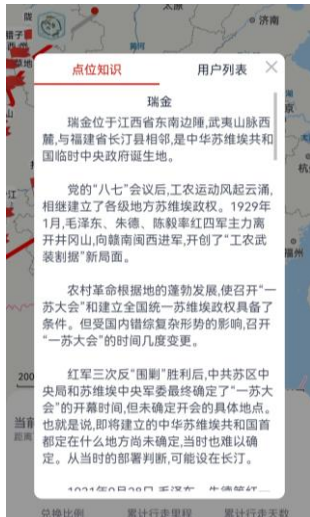 陇
太原
济南
点位知识
用户列表
瑞金
瑞金位于江西省东南边陲,武夷山脉西
麓,与福建省长汀县相邻,是中华苏维埃共和
国临时中央政府诞生地。
党的“八七”会议后,工农运动风起云涌,
相继建立了各级地方苏维埃政权。1929年
1月,毛泽东、朱德、陈毅率红四军主力离
开井冈山,向赣南闽西进军,开创了“工农武
装割据”新局面。
农村革命根据地的蓬勃发展,使召开“一
苏大会”和建立全国统一苏维埃政权具备了
条件。但受国内错综复杂形势的影响,召开
“一苏大会”的时间几度变更。
红军三次反“围剿”胜利后,中共苏区中
央局和苏维埃中央军委最终确定了“一苏大
会”的开幕时间,但未确定开会的具体地点。
也就是说,即将建立的中华苏维埃共和国首
都定在什么地方尚未确定,当时也难以确
定。从当时的部署判断,可能设在长汀。
杭
福州
200
当前
距离
兑换比例
累计行走里程
累计行走天数